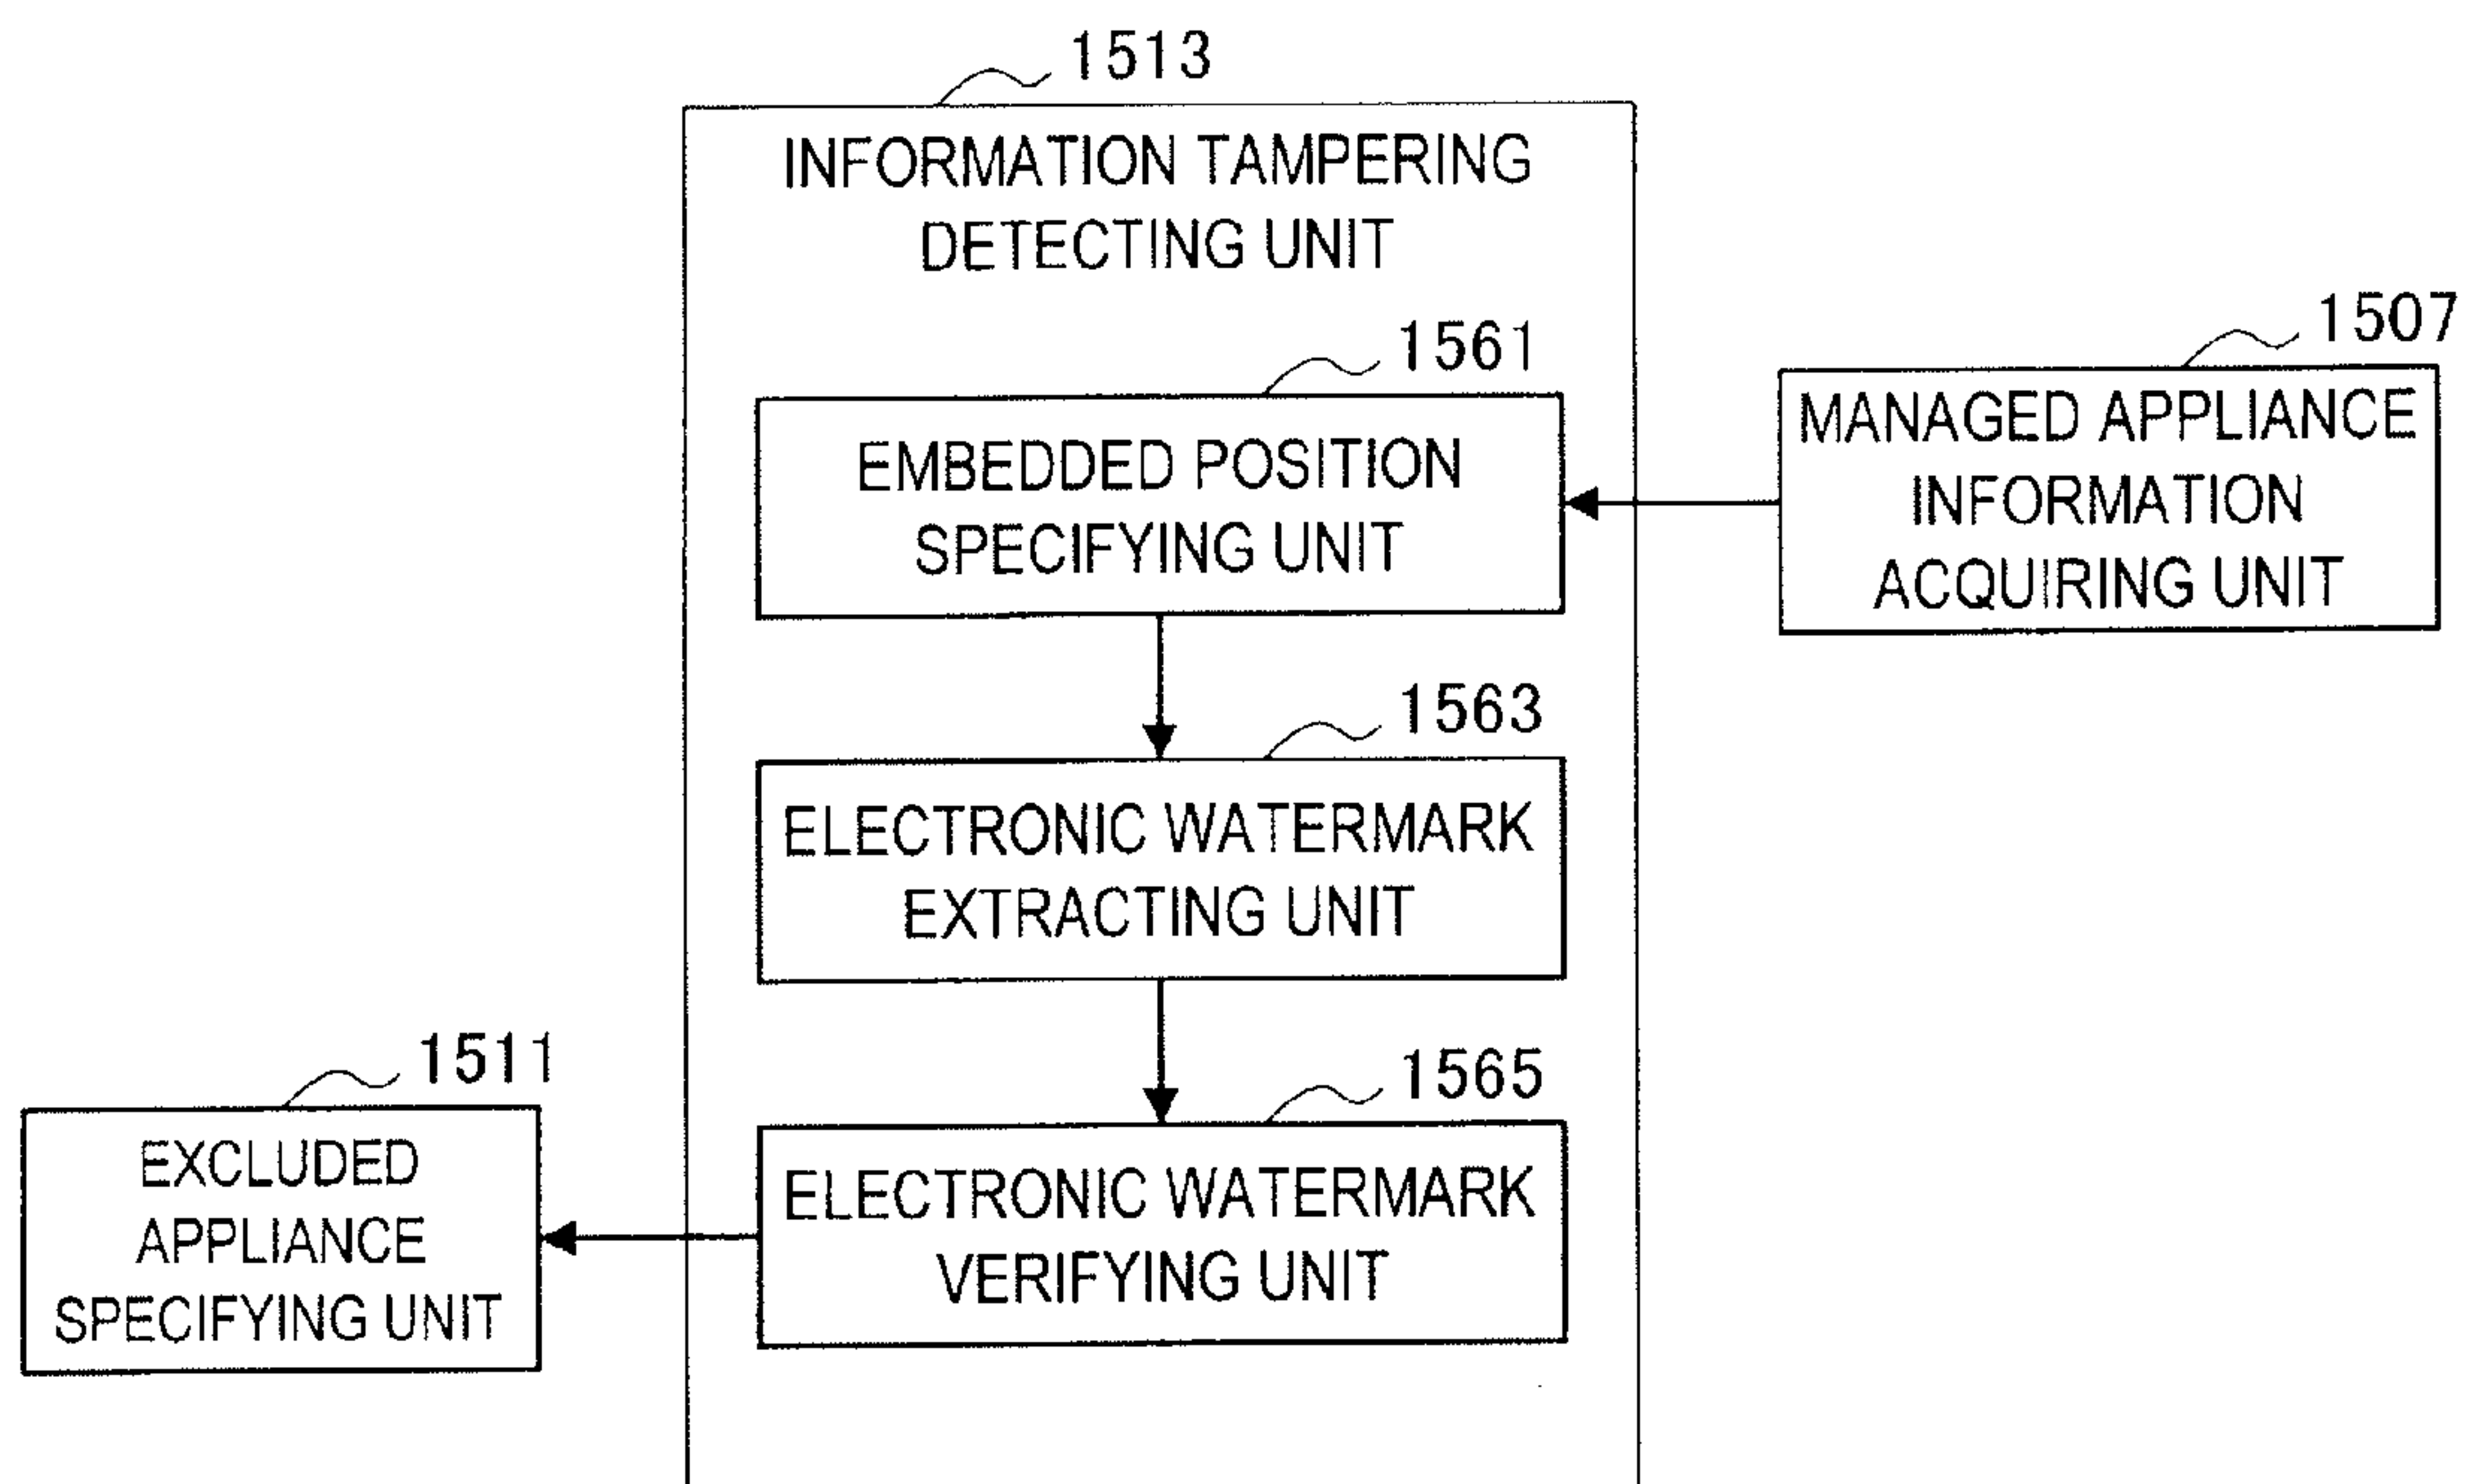 1513
INFORMATION TAMPERING
DETECTING UNIT
1561
EMBEDDED POSITION
SPECIFYING UNIT
1507
MANAGED APPLIANCE
INFORMATION
ACQUIRING UNIT
1563
ELECTRONIC WATERMARK
EXTRACTING UNIT
1565
ELECTRONIC WATERMARK
VERIFYING UNIT
1511
EXCLUDED
APPLIANCE
SPECIFYING UNIT